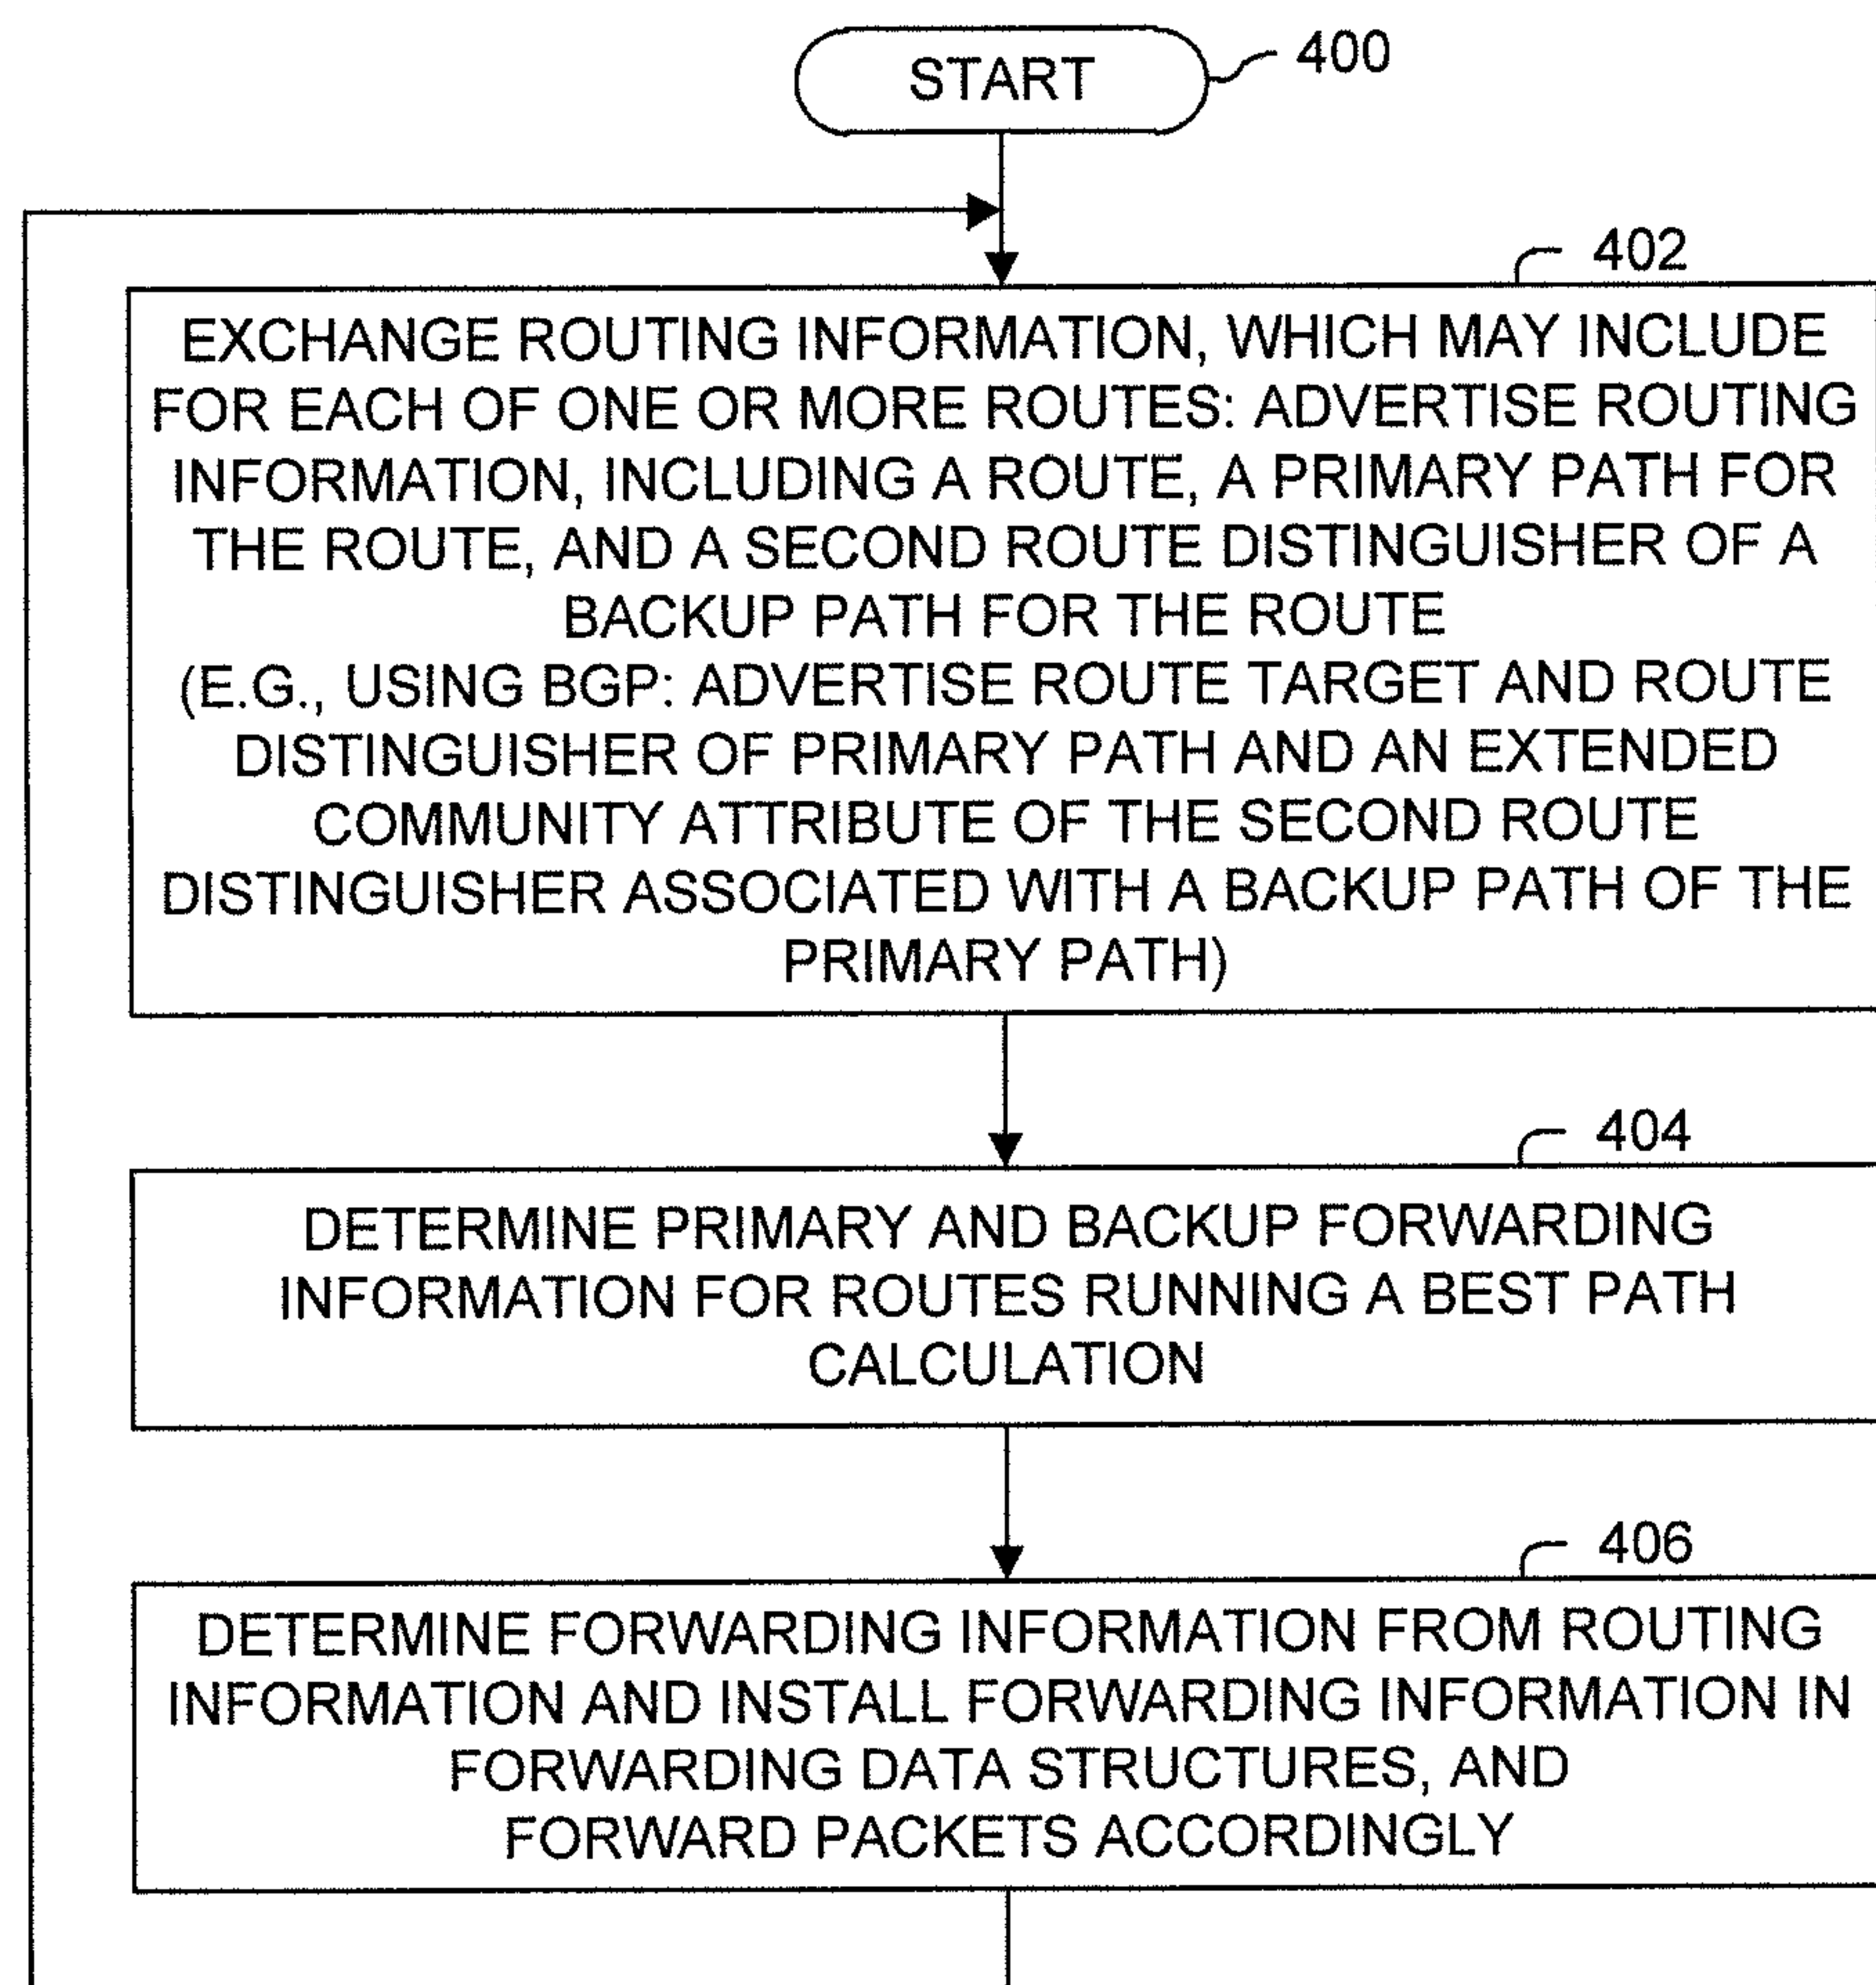 START
400
402
EXCHANGE ROUTING INFORMATION, WHICH MAY INCLUDE
FOR EACH OF ONE OR MORE ROUTES: ADVERTISE ROUTING
INFORMATION, INCLUDING A ROUTE, A PRIMARY PATH FOR
THE ROUTE, AND A SECOND ROUTE DISTINGUISHER OF A
BACKUP PATH FOR THE ROUTE
(E.G., USING BGP: ADVERTISE ROUTE TARGET AND ROUTE
DISTINGUISHER OF PRIMARY PATH AND AN EXTENDED
COMMUNITY ATTRIBUTE OF THE SECOND ROUTE
DISTINGUISHER ASSOCIATED WITH A BACKUP PATH OF THE
PRIMARY PATH)
404
DETERMINE PRIMARY AND BACKUP FORWARDING
INFORMATION FOR ROUTES RUNNING A BEST PATH
CALCULATION
406
DETERMINE FORWARDING INFORMATION FROM ROUTING
INFORMATION AND INSTALL FORWARDING INFORMATION IN
FORWARDING DATA STRUCTURES, AND
FORWARD PACKETS ACCORDINGLY